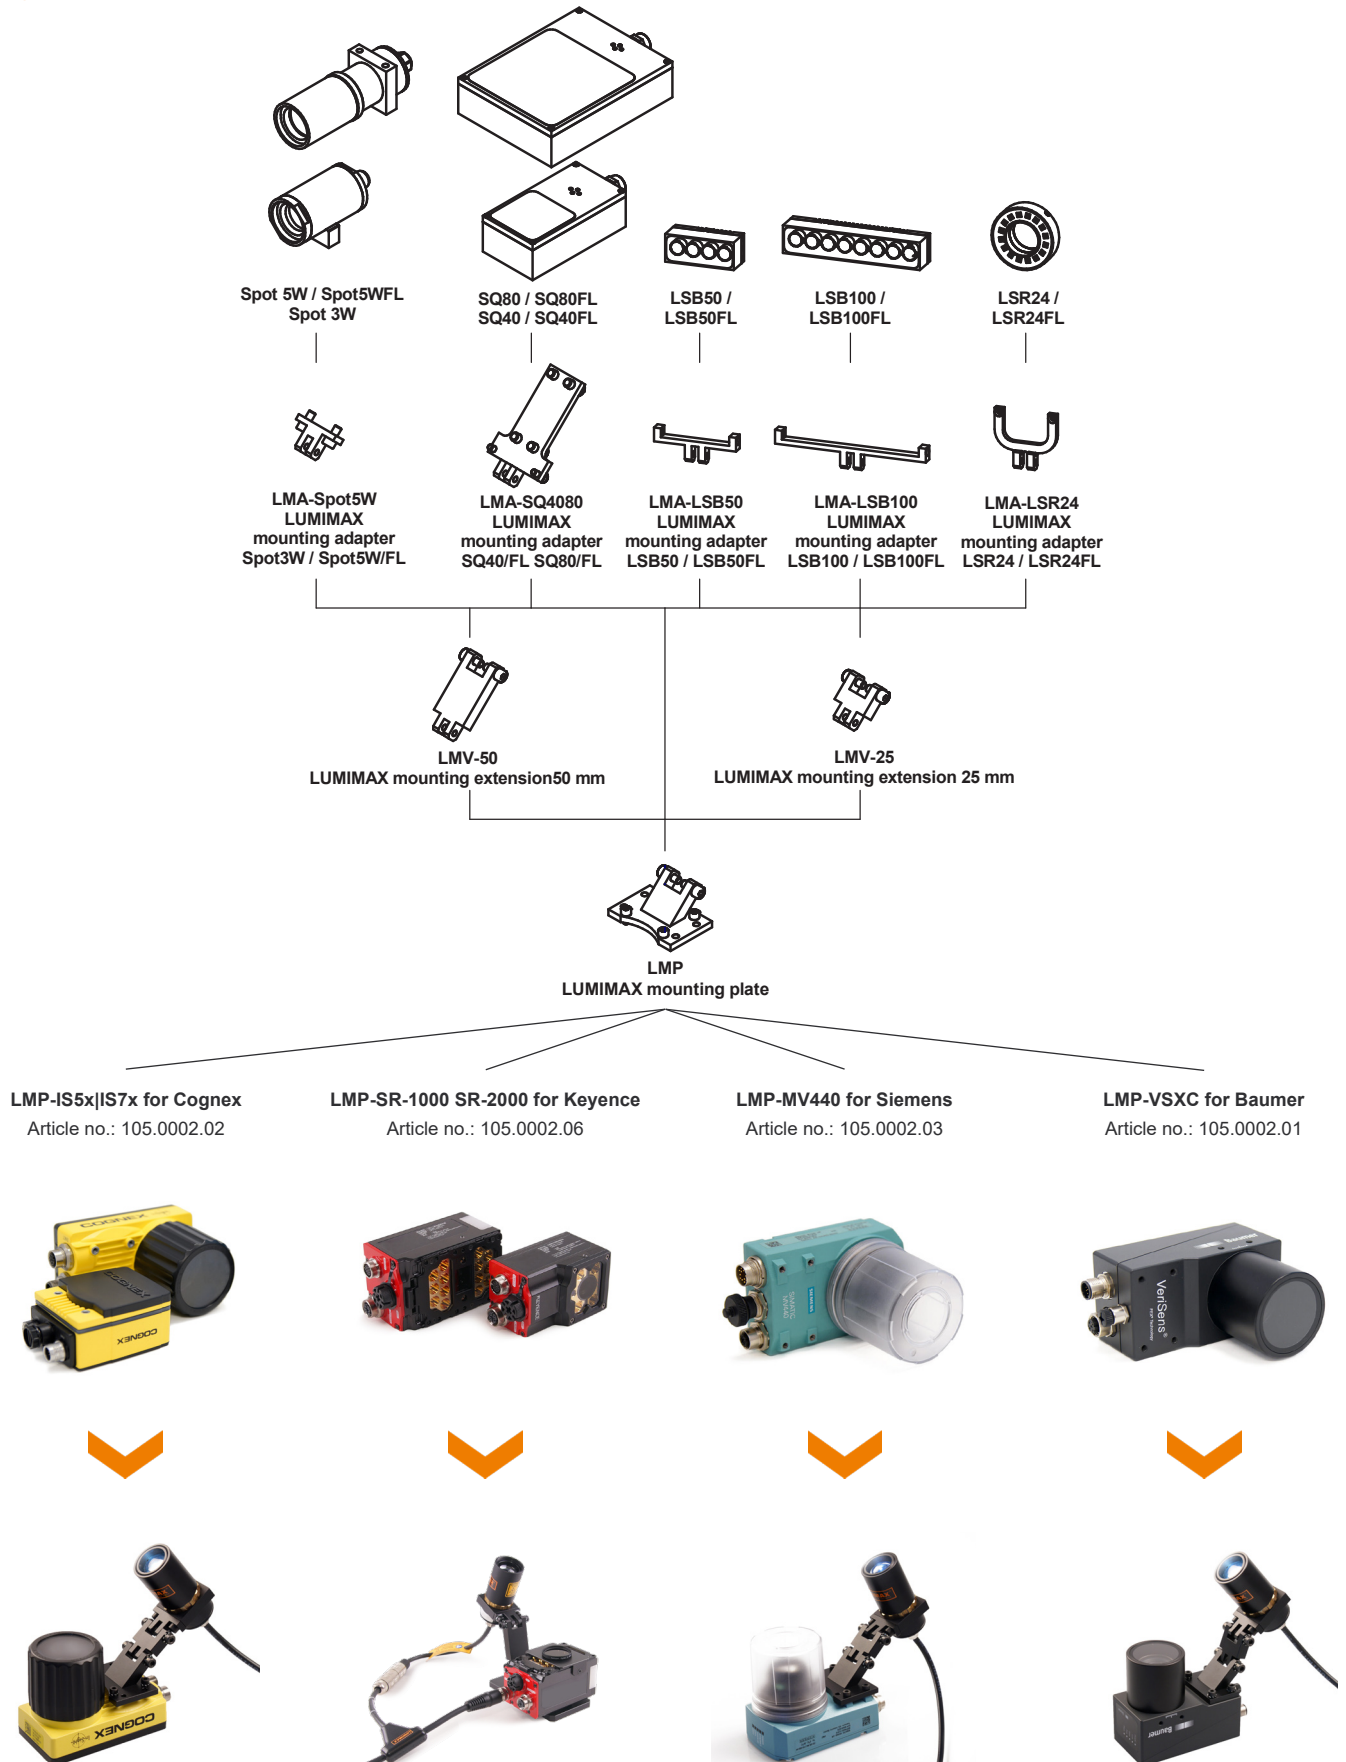 Spot 5W / Spot5WFL
Spot 3W
SQ80 / SQ80FL
SQ40 / SQ40FL
LSB50 /
LSB50FL
LSB100 /
LSB100FL
LSR24 /
LSR24FL
LMA-Spot5W
LUMIMAX
mounting adapter
Spot3W / Spot5W/FL
LMA-SQ4080
LUMIMAX
mounting adapter
SQ40/FL SQ80/FL
LMA-LSB50
LUMIMAX
mounting adapter
LSB50 / LSB50FL
LMA-LSB100
LUMIMAX
mounting adapter
LSB100 / LSB100FL
LMA-LSR24
LUMIMAX
mounting adapter
LSR24 / LSR24FL
LMV-50
LUMIMAX mounting extension50 mm
LMV-25
LUMIMAX mounting extension 25 mm
LMP
LUMIMAX mounting plate
LMP-IS5x|IS7x for Cognex
Article no.: 105.0002.02
LMP-SR-1000 SR-2000 for Keyence
Article no.: 105.0002.06
LMP-MV440 for Siemens
Article no.: 105.0002.03
LMP-VSXC for Baumer
Article no.: 105.0002.01
COGNEX
COGNEX
COGNEX
KEYENCE
SIMATIC
MV440
SIEMENS
Baumer
VeriSens®
COGNEX
Baumer